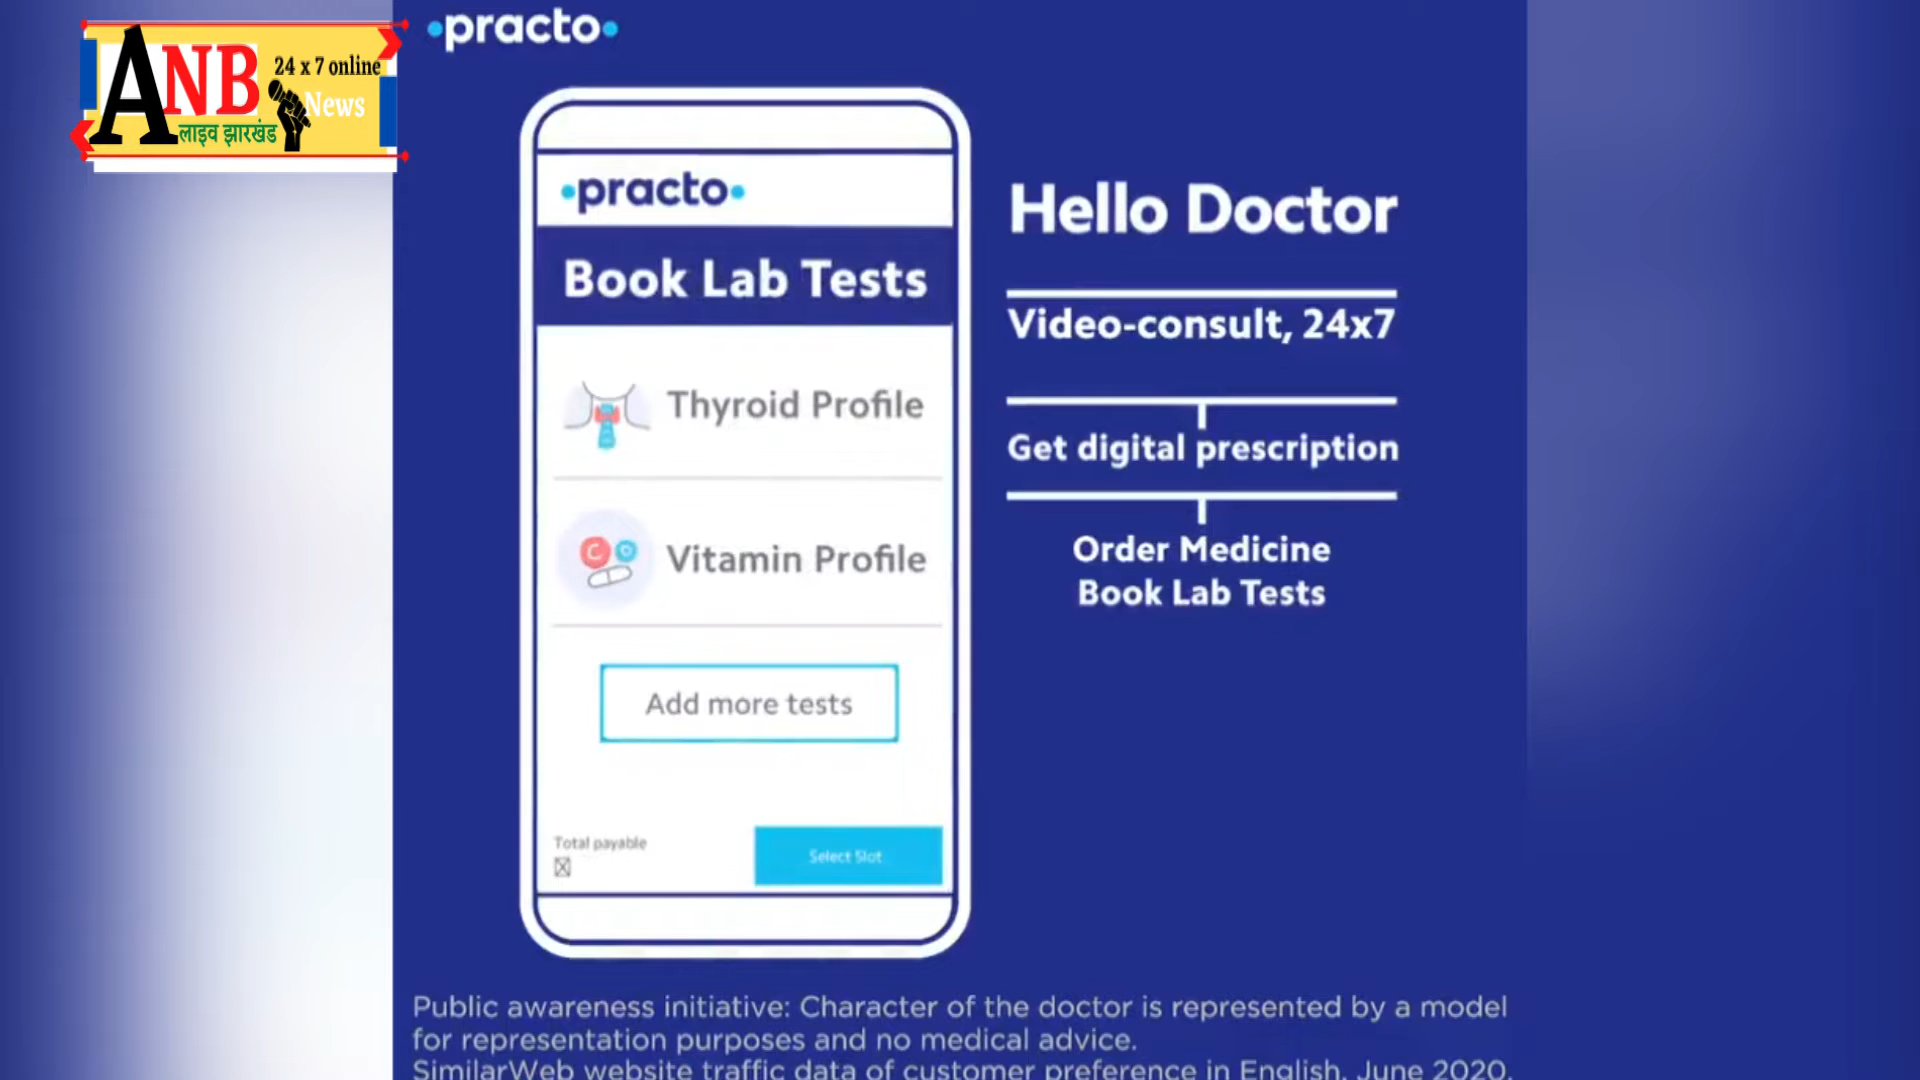 ANB
24 x 7 online
News
लाइव झारखंड
practo
practo
Book Lab Tests
Thyroid Profile
C D
Vitamin Profile
Add more tests
Total payable
Select Slot
Hello Doctor
Video-consult, 24x7
Get digital prescription
Order Medicine
Book Lab Tests
Public awareness initiative: Character of the doctor is represented by a model
for representation purposes and no medical advice.
SimilarWeb website traffic data of customer preference in English, June 2020.